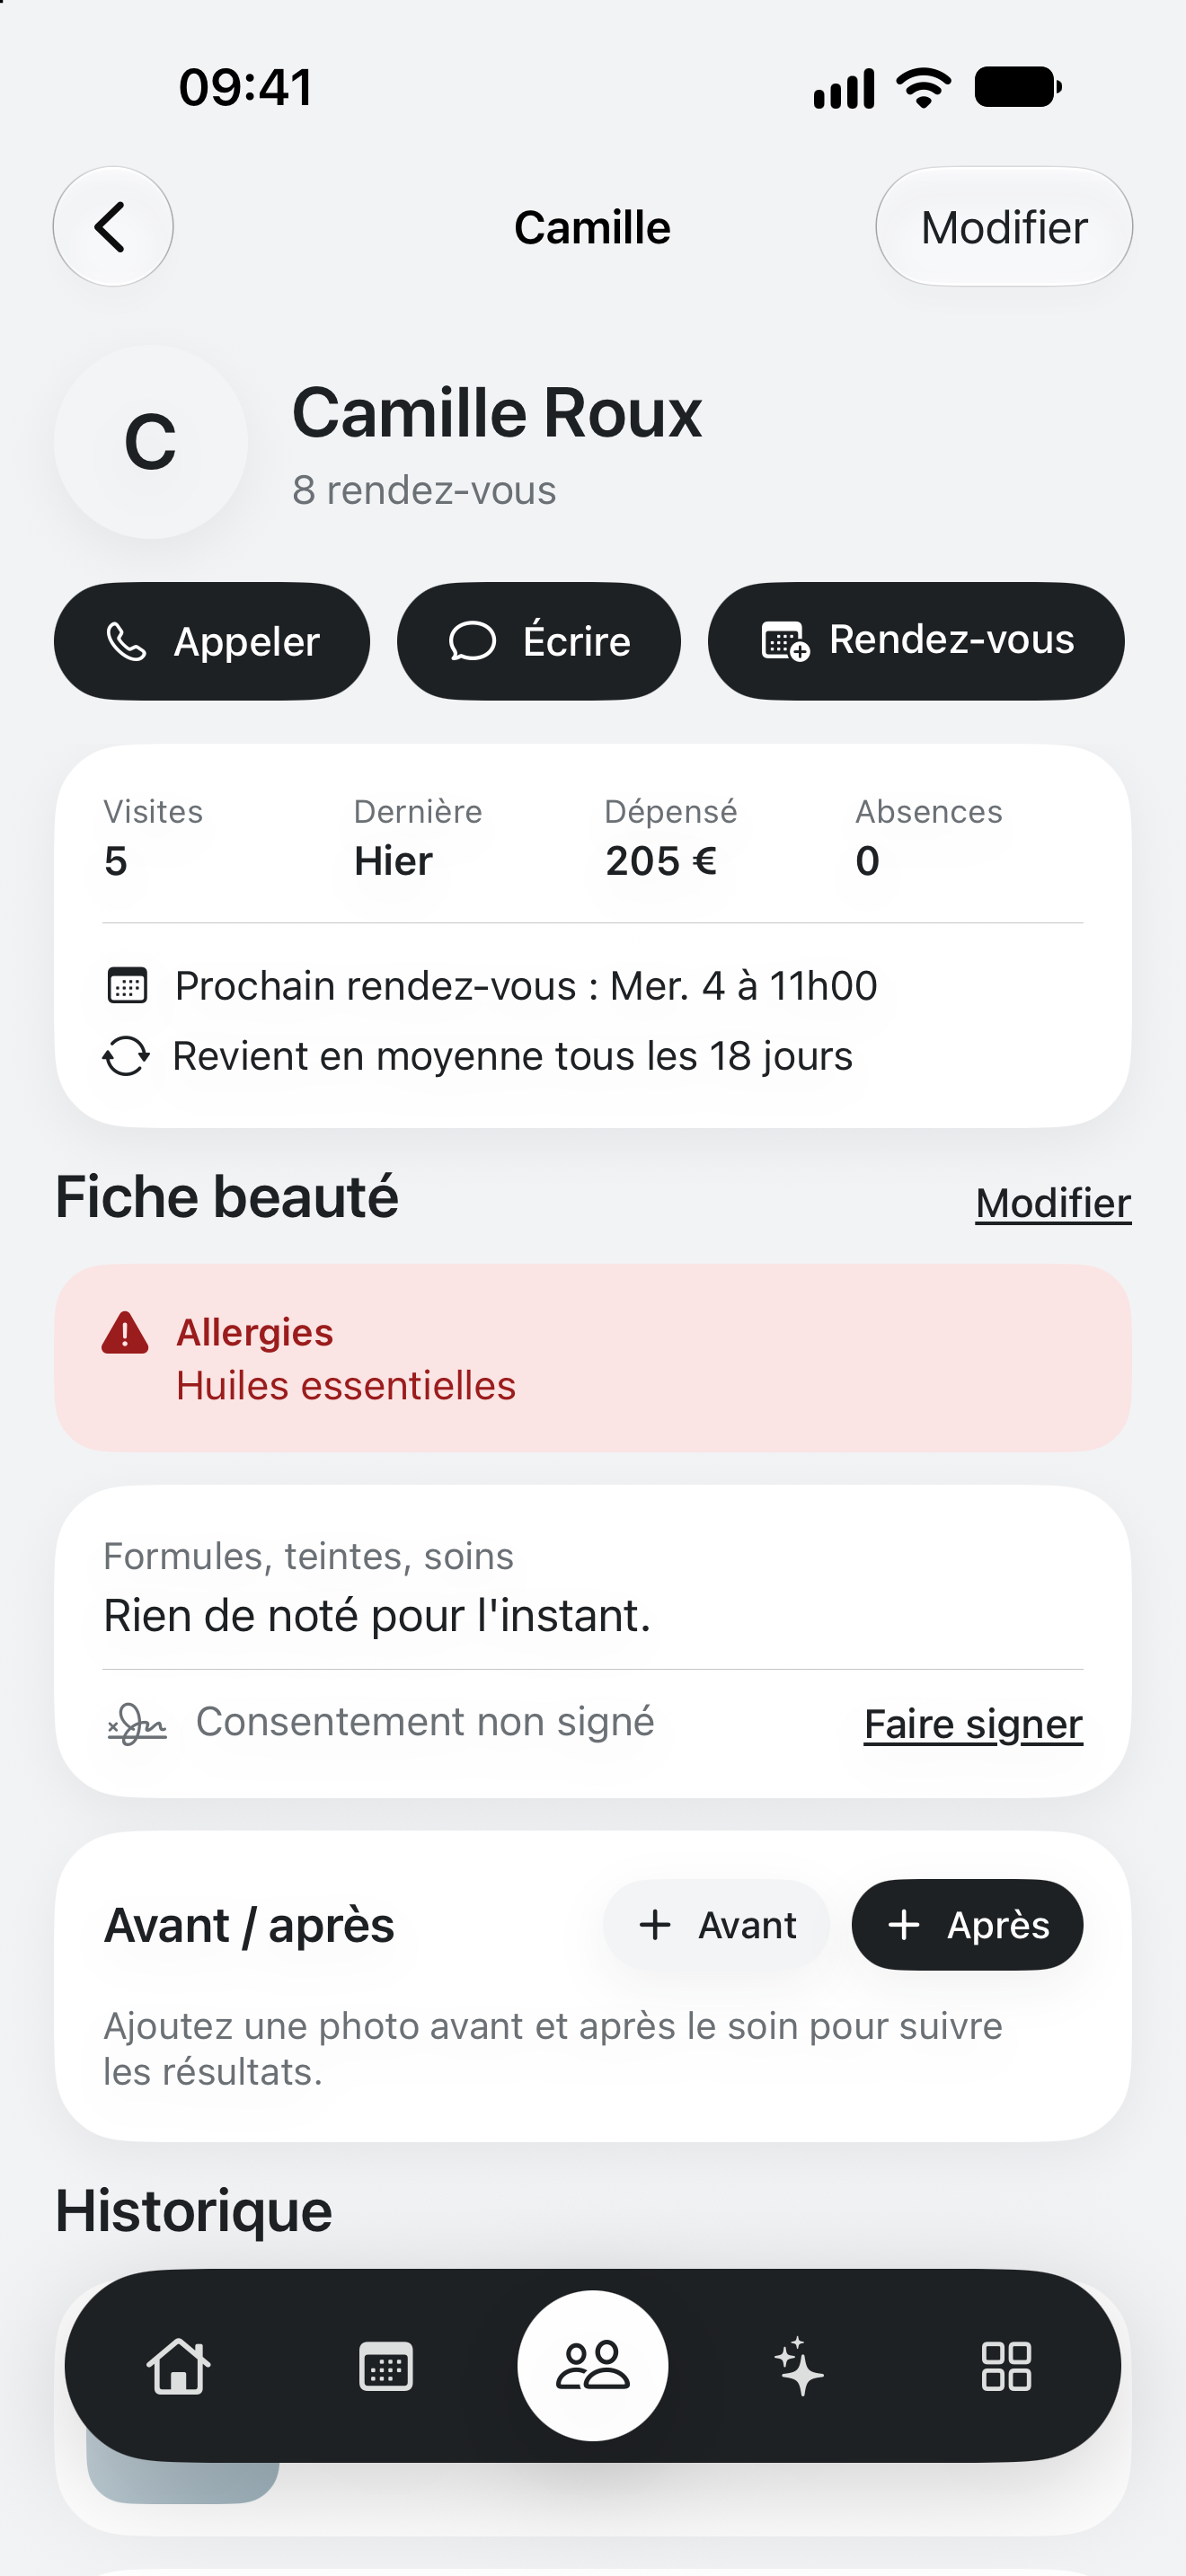 09:41
Camille
Modifier
C
Camille Roux
8 rendez-vous
Appeler
Écrire
Rendez-vous
Visites
Dernière
Dépensé
Absences
5
Hier
205 €
0
Prochain rendez-vous : Mer. 4 à 11h00
Revient en moyenne tous les 18 jours
Fiche beauté
Modifier
Allergies
Huiles essentielles
Formules, teintes, soins
Rien de noté pour l'instant.
Consentement non signé
Faire signer
Avant / après
+ Avant
+ Après
Ajoutez une photo avant et après le soin pour suivre
les résultats.
Historique